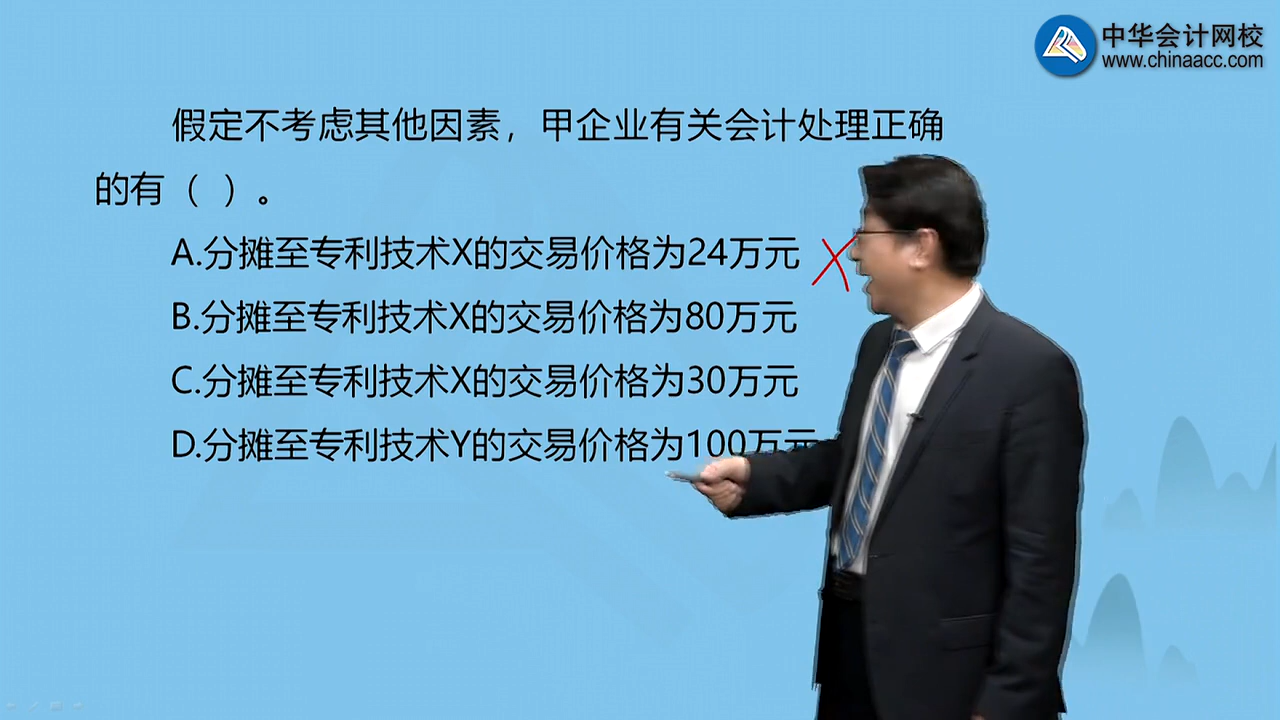 中华会计网校
www.chinaacc.com
假定不考虑其他因素，甲企业有关会计处理正确
的有（ ）。
A.分摊至专利技术X的交易价格为24万元
B.分摊至专利技术X的交易价格为80万元
C.分摊至专利技术X的交易价格为30万元
D.分摊至专利技术Y的交易价格为100万元